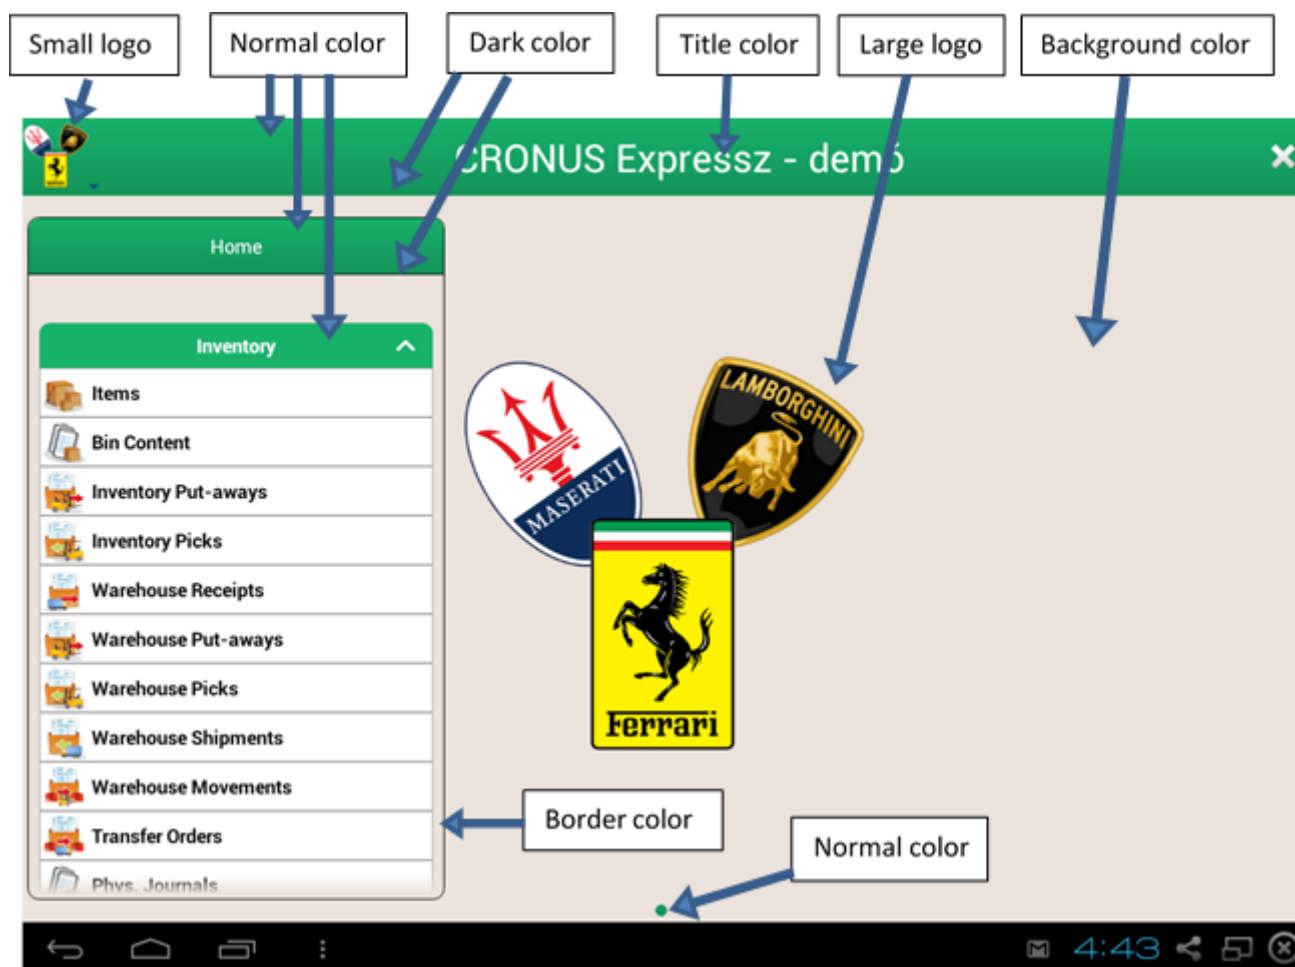 Small logo
Normal color
Dark color
Title color
Large logo
Background color
CRONUS Expressz - demó
Home
Inventory
Items
Bin Content
Inventory Put-aways
Inventory Picks
Warehouse Receipts
Warehouse Put-aways
Warehouse Picks
Warehouse Shipments
Warehouse Movements
Transfer Orders
Phys. Journals
MASERATI
LAMBORGHINI
Ferrari
Border color
Normal color
4:43